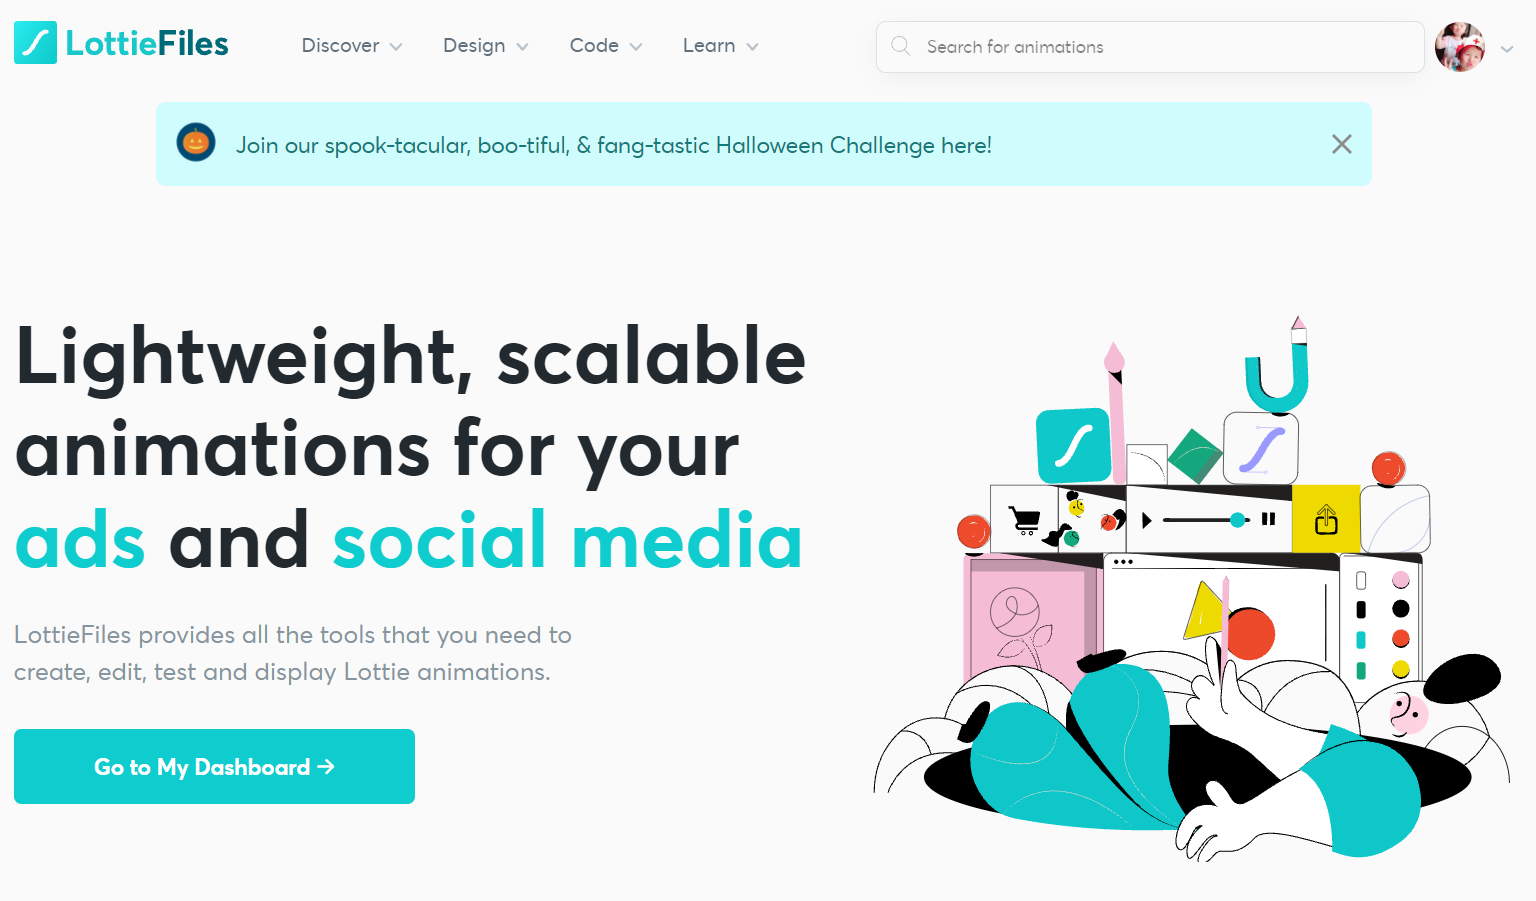 LottieFiles
Discover
Design
Code
Learn
Search for animations
Join our spook-tacular, boo-tiful, & fang-tastic Halloween Challenge here!
Lightweight, scalable
animations for your
ads and social media
LottieFiles provides all the tools that you need to
create, edit, test and display Lottie animations.
Go to My Dashboard →